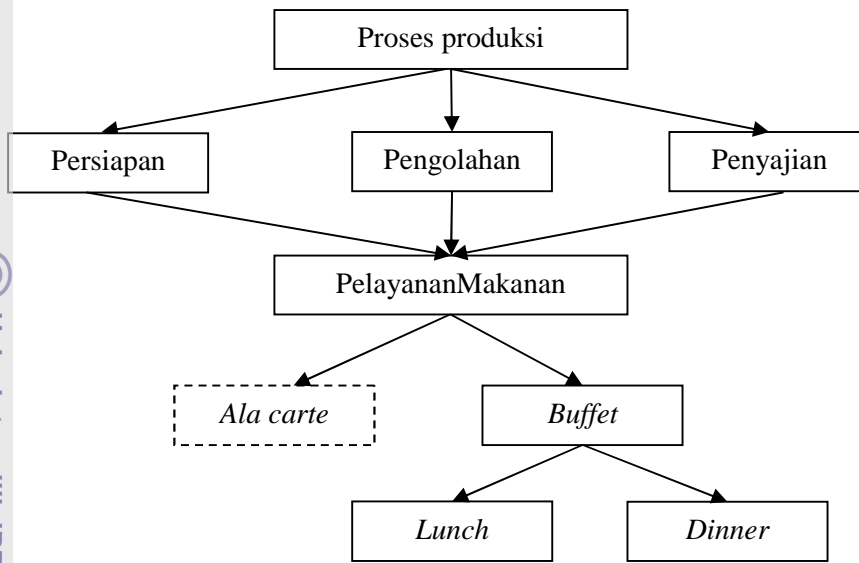 Proses produksi
Persiapan
Pengolahan
Penyajian
PelayananMakanan
Ala carte
Buffet
Lunch
Dinner